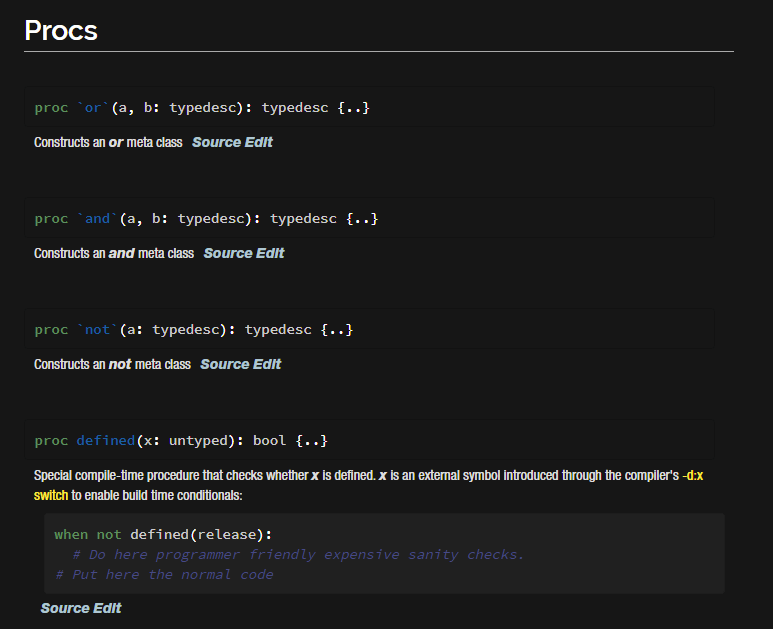 Procs
proc `or`(a, b: typedesc): typedesc {..}
Constructs an or meta class Source Edit
proc `and`(a, b: typedesc): typedesc {..}
Constructs an and meta class Source Edit
proc `not`(a: typedesc): typedesc {..}
Constructs an not meta class Source Edit
proc defined(x: untyped): bool {..}
Special compile-time procedure that checks whether x is defined. x is an external symbol introduced through the compiler's -d:x
switch to enable build time conditionals:
when not defined(release):
  # Do here programmer friendly expensive sanity checks.
# Put here the normal code
Source Edit